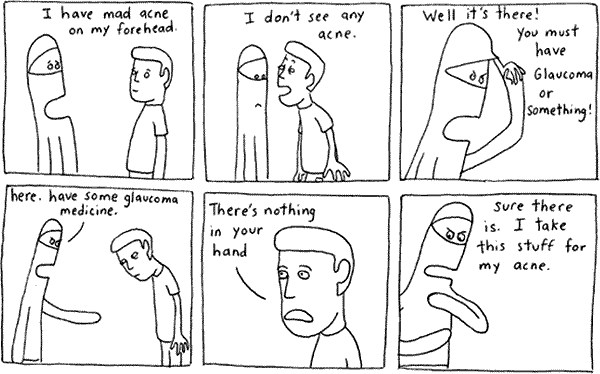 I have mad acne
on my forehead.
I don't see any
acne.
Well it's there!
You must
have
Glaucoma
or
Something!
here. have some glaucoma
medicine.
There's nothing
in your
hand
Sure there
is. I take
this stuff for
my acne.